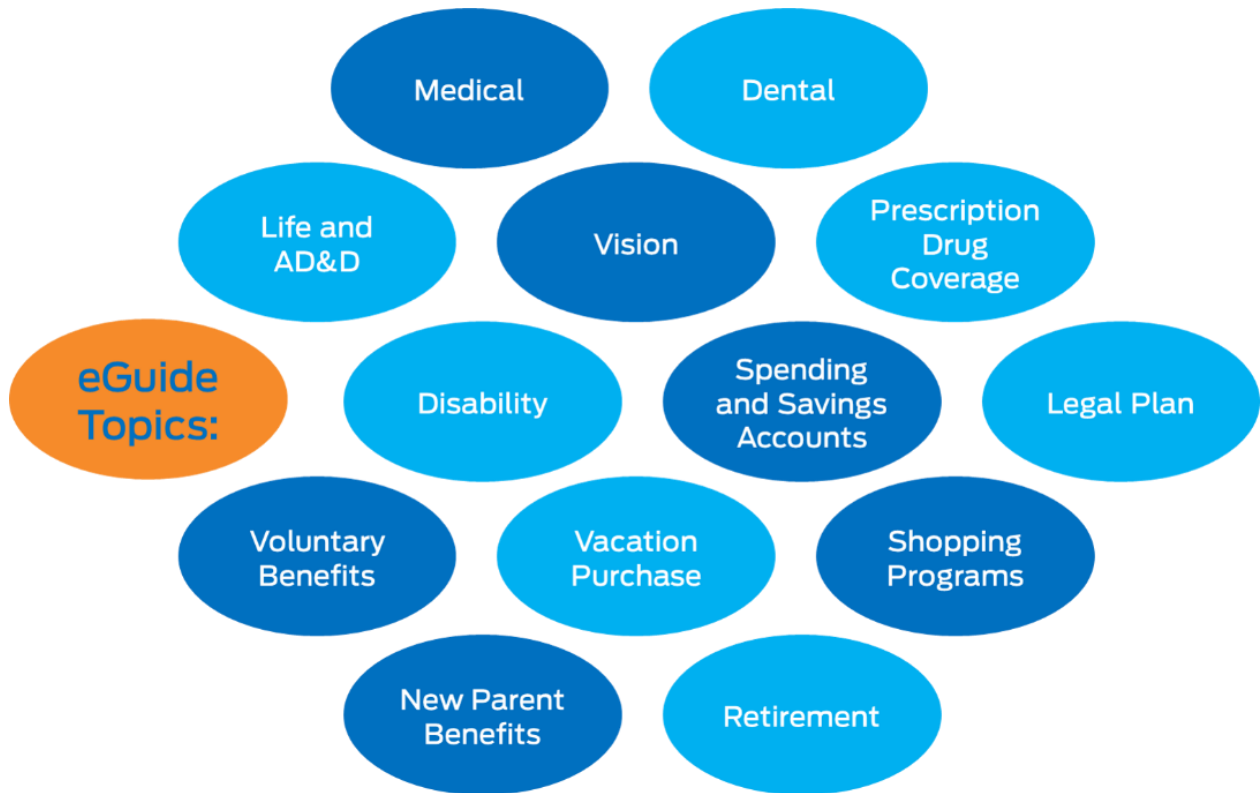 Medical
Dental
Life and
AD&D
Vision
Prescription
Drug
Coverage
eGuide
Topics:
Disability
Spending
and Savings
Accounts
Legal Plan
Voluntary
Benefits
Vacation
Purchase
Shopping
Programs
New Parent
Benefits
Retirement